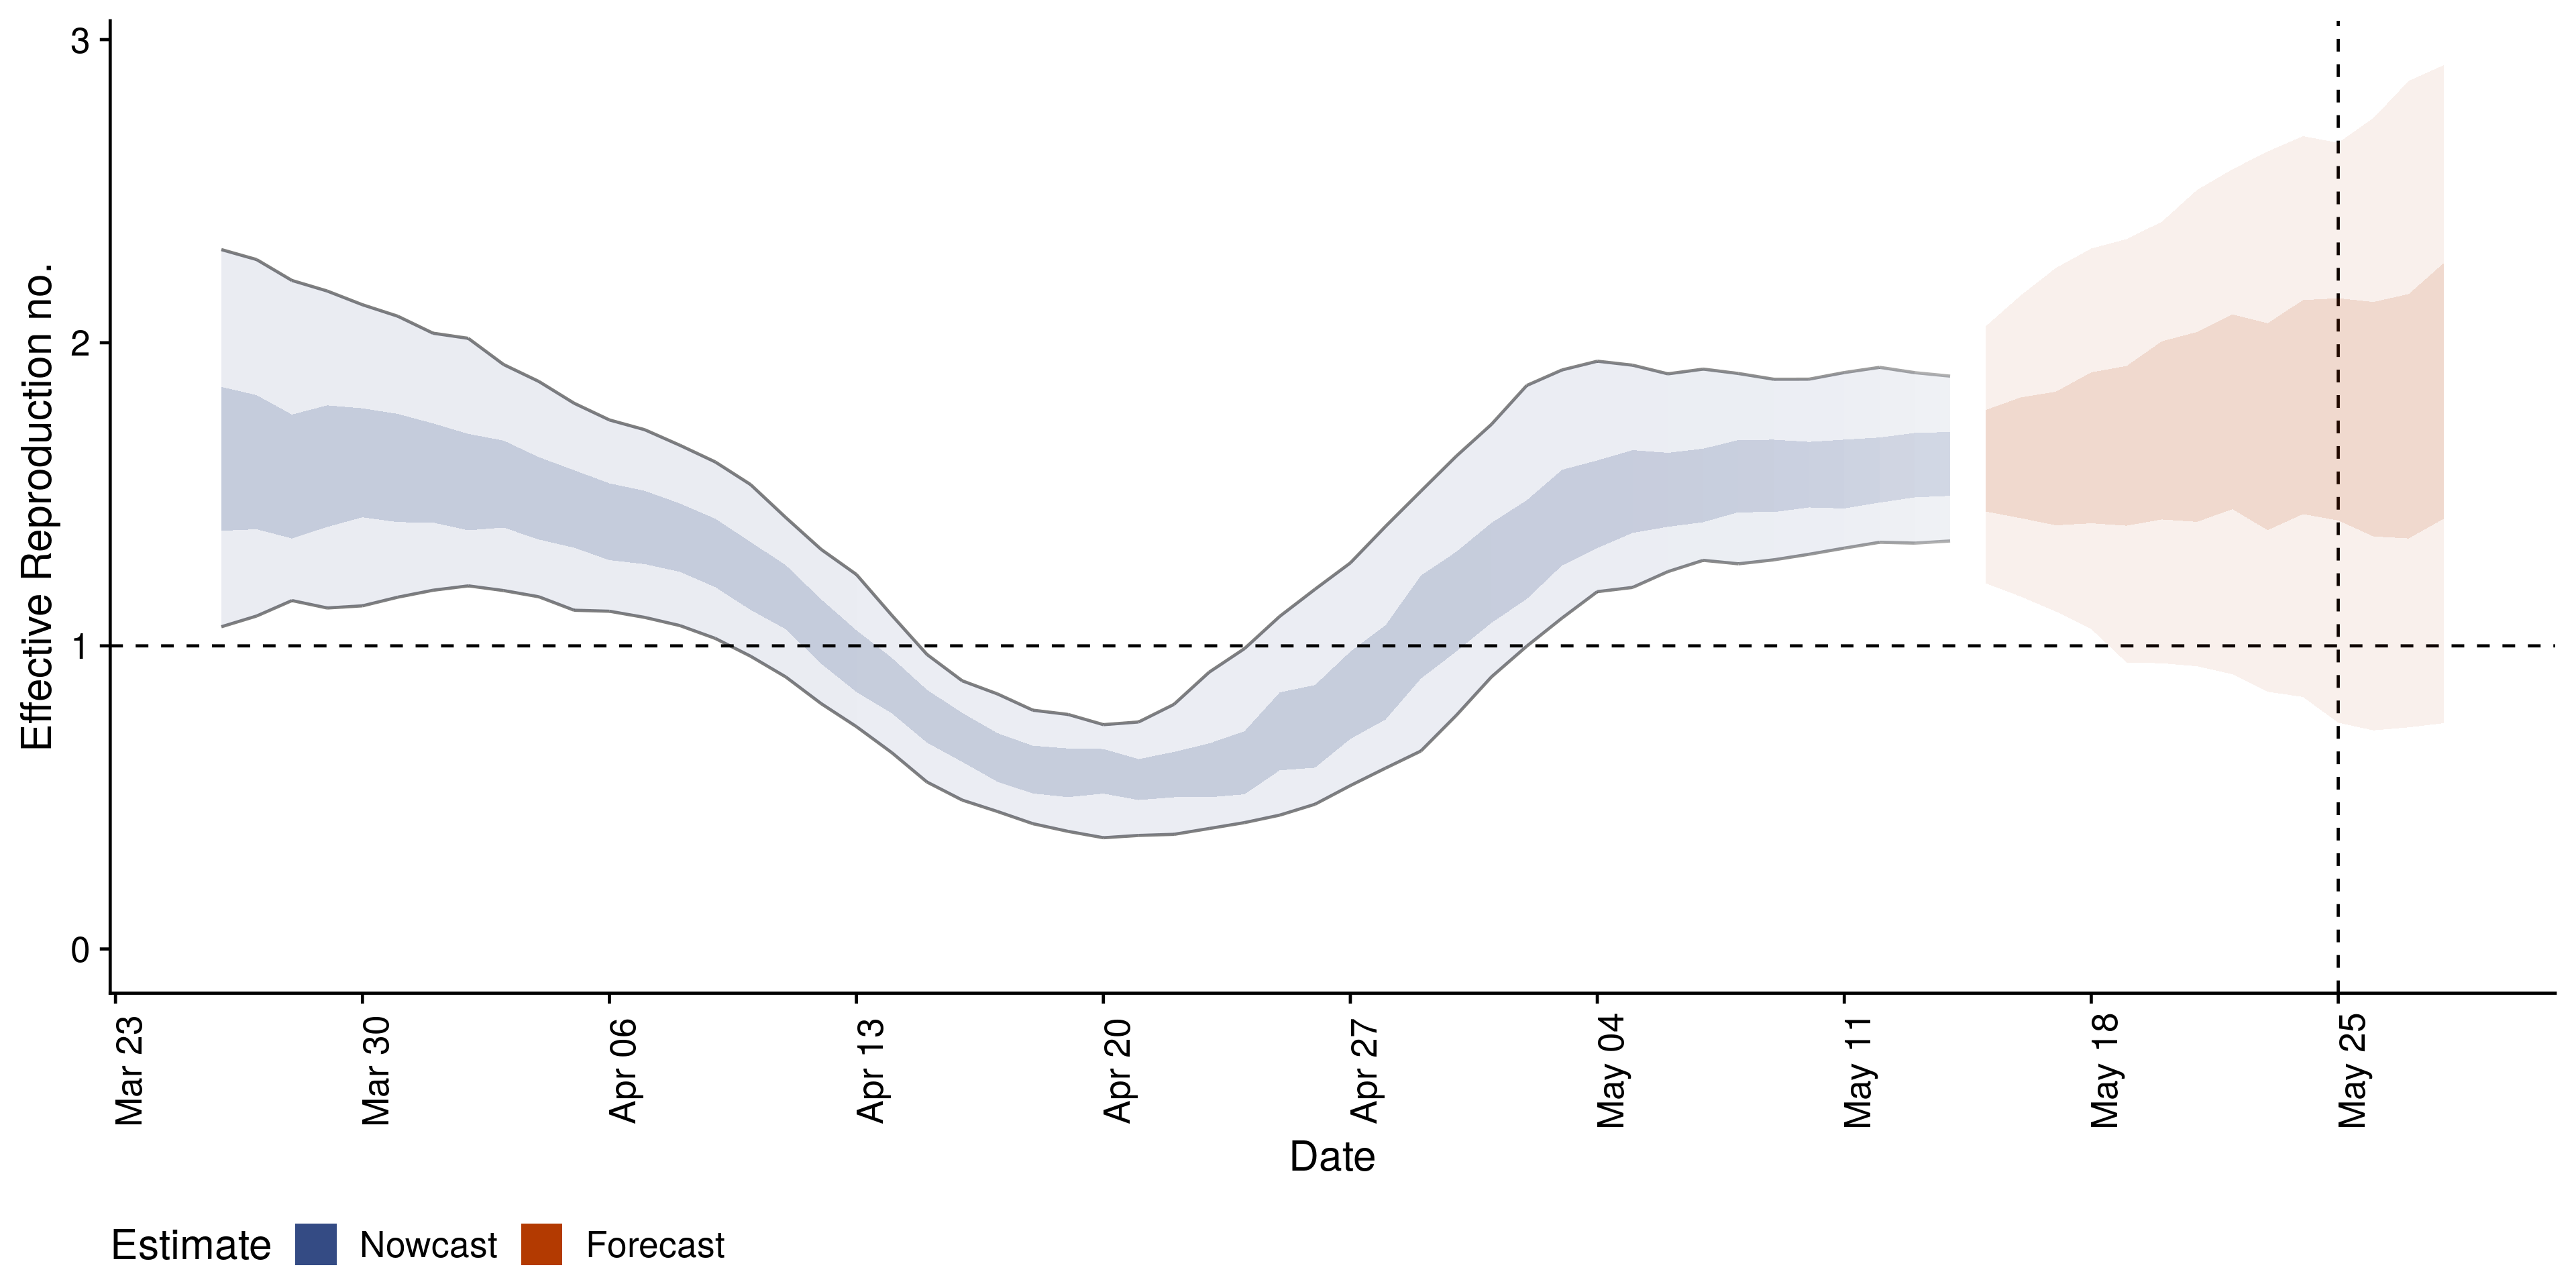 Effective Reproduction no.
3
2
1
0
Mar 23
Mar 30
Apr 06
Apr 13
Apr 20
Apr 27
May 04
May 11
May 18
May 25
Date
Estimate Nowcast Forecast